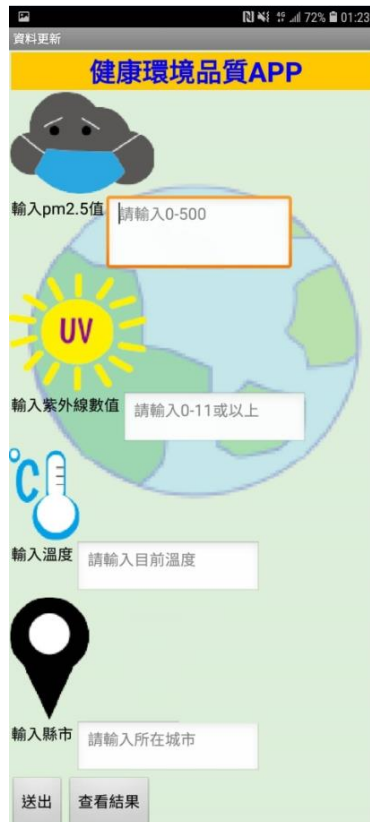 72% 01:23
資料更新
健康環境品質APP
輸入pm2.5值 請輸入0-500
UV
輸入紫外線數值 請輸入0-11或以上
°C
輸入溫度 請輸入目前溫度
輸入縣市 請輸入所在城市
送出 查看結果